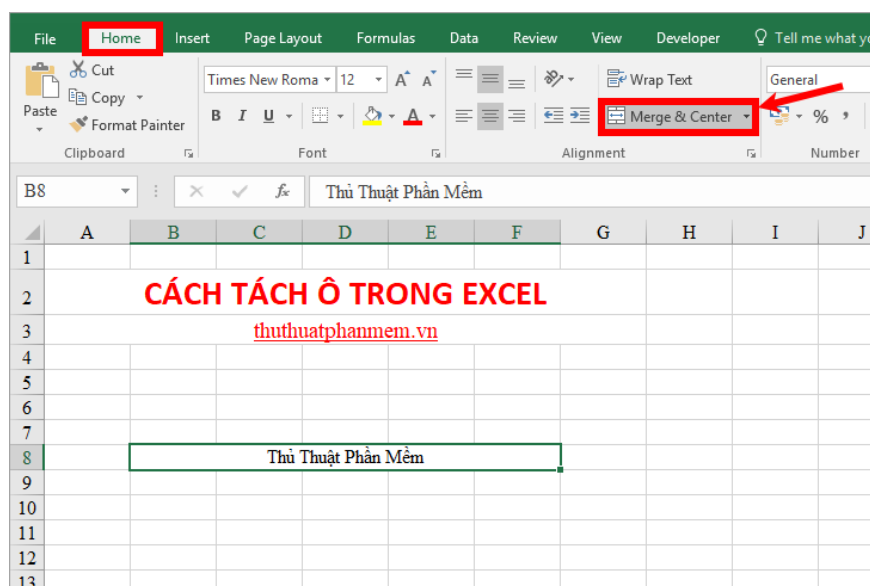 File Home Insert Page Layout Formulas Data Review View Developer Tell me what
Cut
Copy
Format Painter
Paste
Clipboard
Times New Roma 12
B I U A
Font
Wrap Text
Merge & Center
Alignment
General
%
Number
B8 fx Thủ Thuật Phần Mềm
A B C D E F G H I J
1
2 CÁCH TÁCH Ô TRONG EXCEL
3 thuthuatphanmem.vn
4
5
6
7
8 Thủ Thuật Phần Mềm
9
10
11
12
13